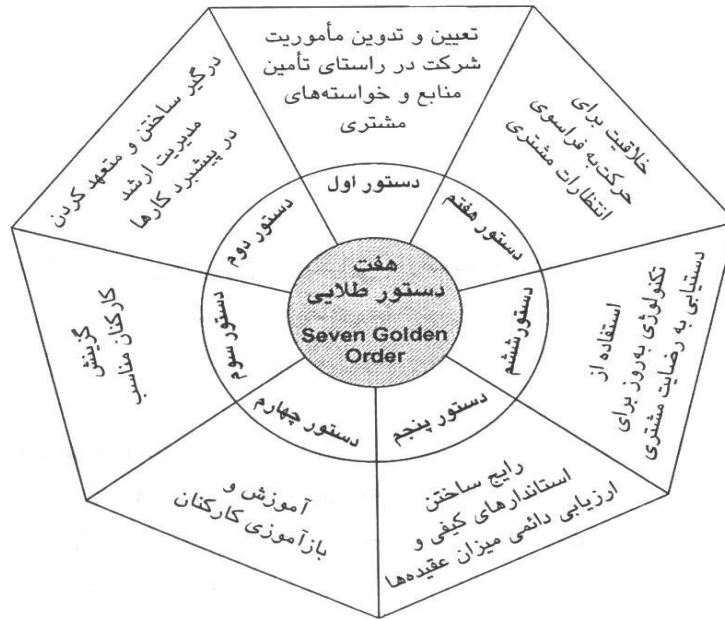 هفت
دستور طلایی
Seven Golden
Order
دستور اول
تعیین و تدوین مأموریت
شرکت در راستای تأمین
منابع و خواسته‌های
مشتری
دستور دوم
درگیر ساختن و متعهد کردن
مدیریت ارشد
در پیشبرد کارها
دستور سوم
گزینش
کارکنان مناسب
دستور چهارم
آموزش و
بازآموزی کارکنان
دستور پنجم
رایج ساختن
استاندارهای کیفی و
ارزیابی دائمی میزان عقیده‌ها
دستور ششم
استفاده از
تکنولوژی به‌روز برای
دستیابی به رضایت مشتری
دستور هفتم
خلاقیت برای
حرکت به فراسوی
انتظارات مشتری